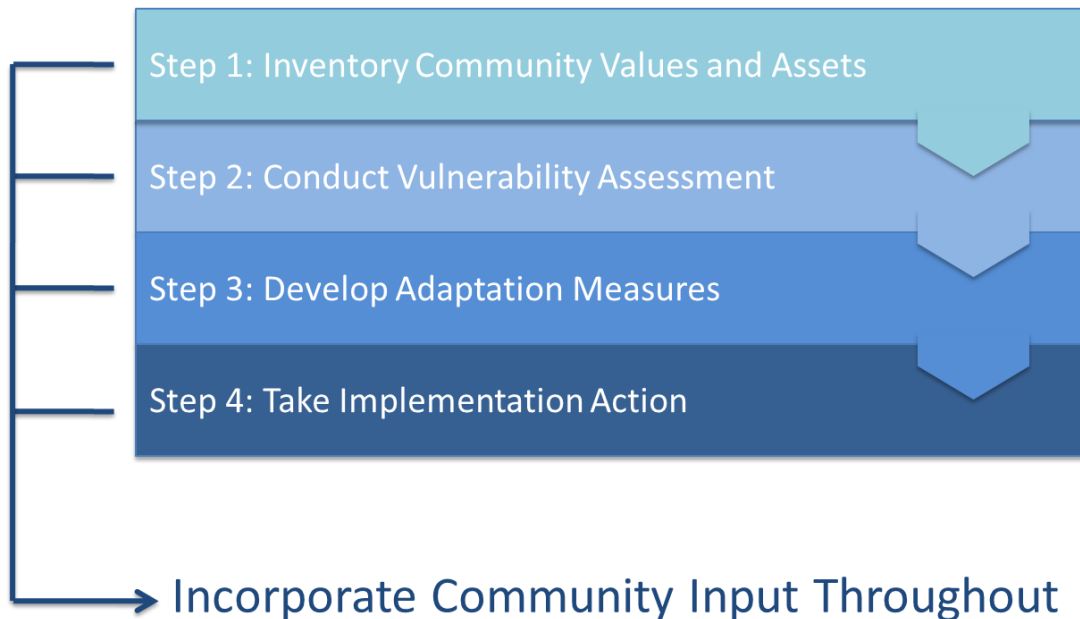 Step 1: Inventory Community Values and Assets
Step 2: Conduct Vulnerability Assessment
Step 3: Develop Adaptation Measures
Step 4: Take Implementation Action
Incorporate Community Input Throughout